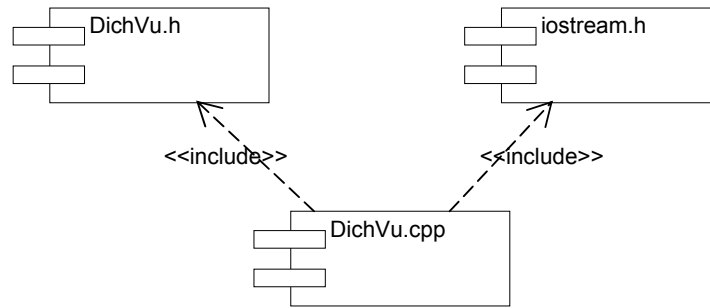 DichVu.h
iostream.h
<<include>>
<<include>>
DichVu.cpp